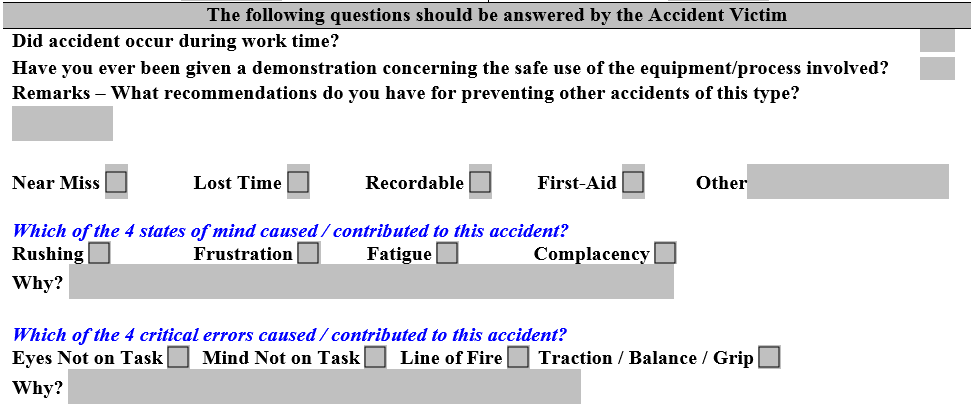 The following questions should be answered by the Accident Victim
Did accident occur during work time?
Have you ever been given a demonstration concerning the safe use of the equipment/process involved?
Remarks – What recommendations do you have for preventing other accidents of this type?
Near Miss Lost Time Recordable First-Aid Other
Which of the 4 states of mind caused / contributed to this accident?
Rushing Frustration Fatigue Complacency
Why?
Which of the 4 critical errors caused / contributed to this accident?
Eyes Not on Task Mind Not on Task Line of Fire Traction / Balance / Grip
Why?